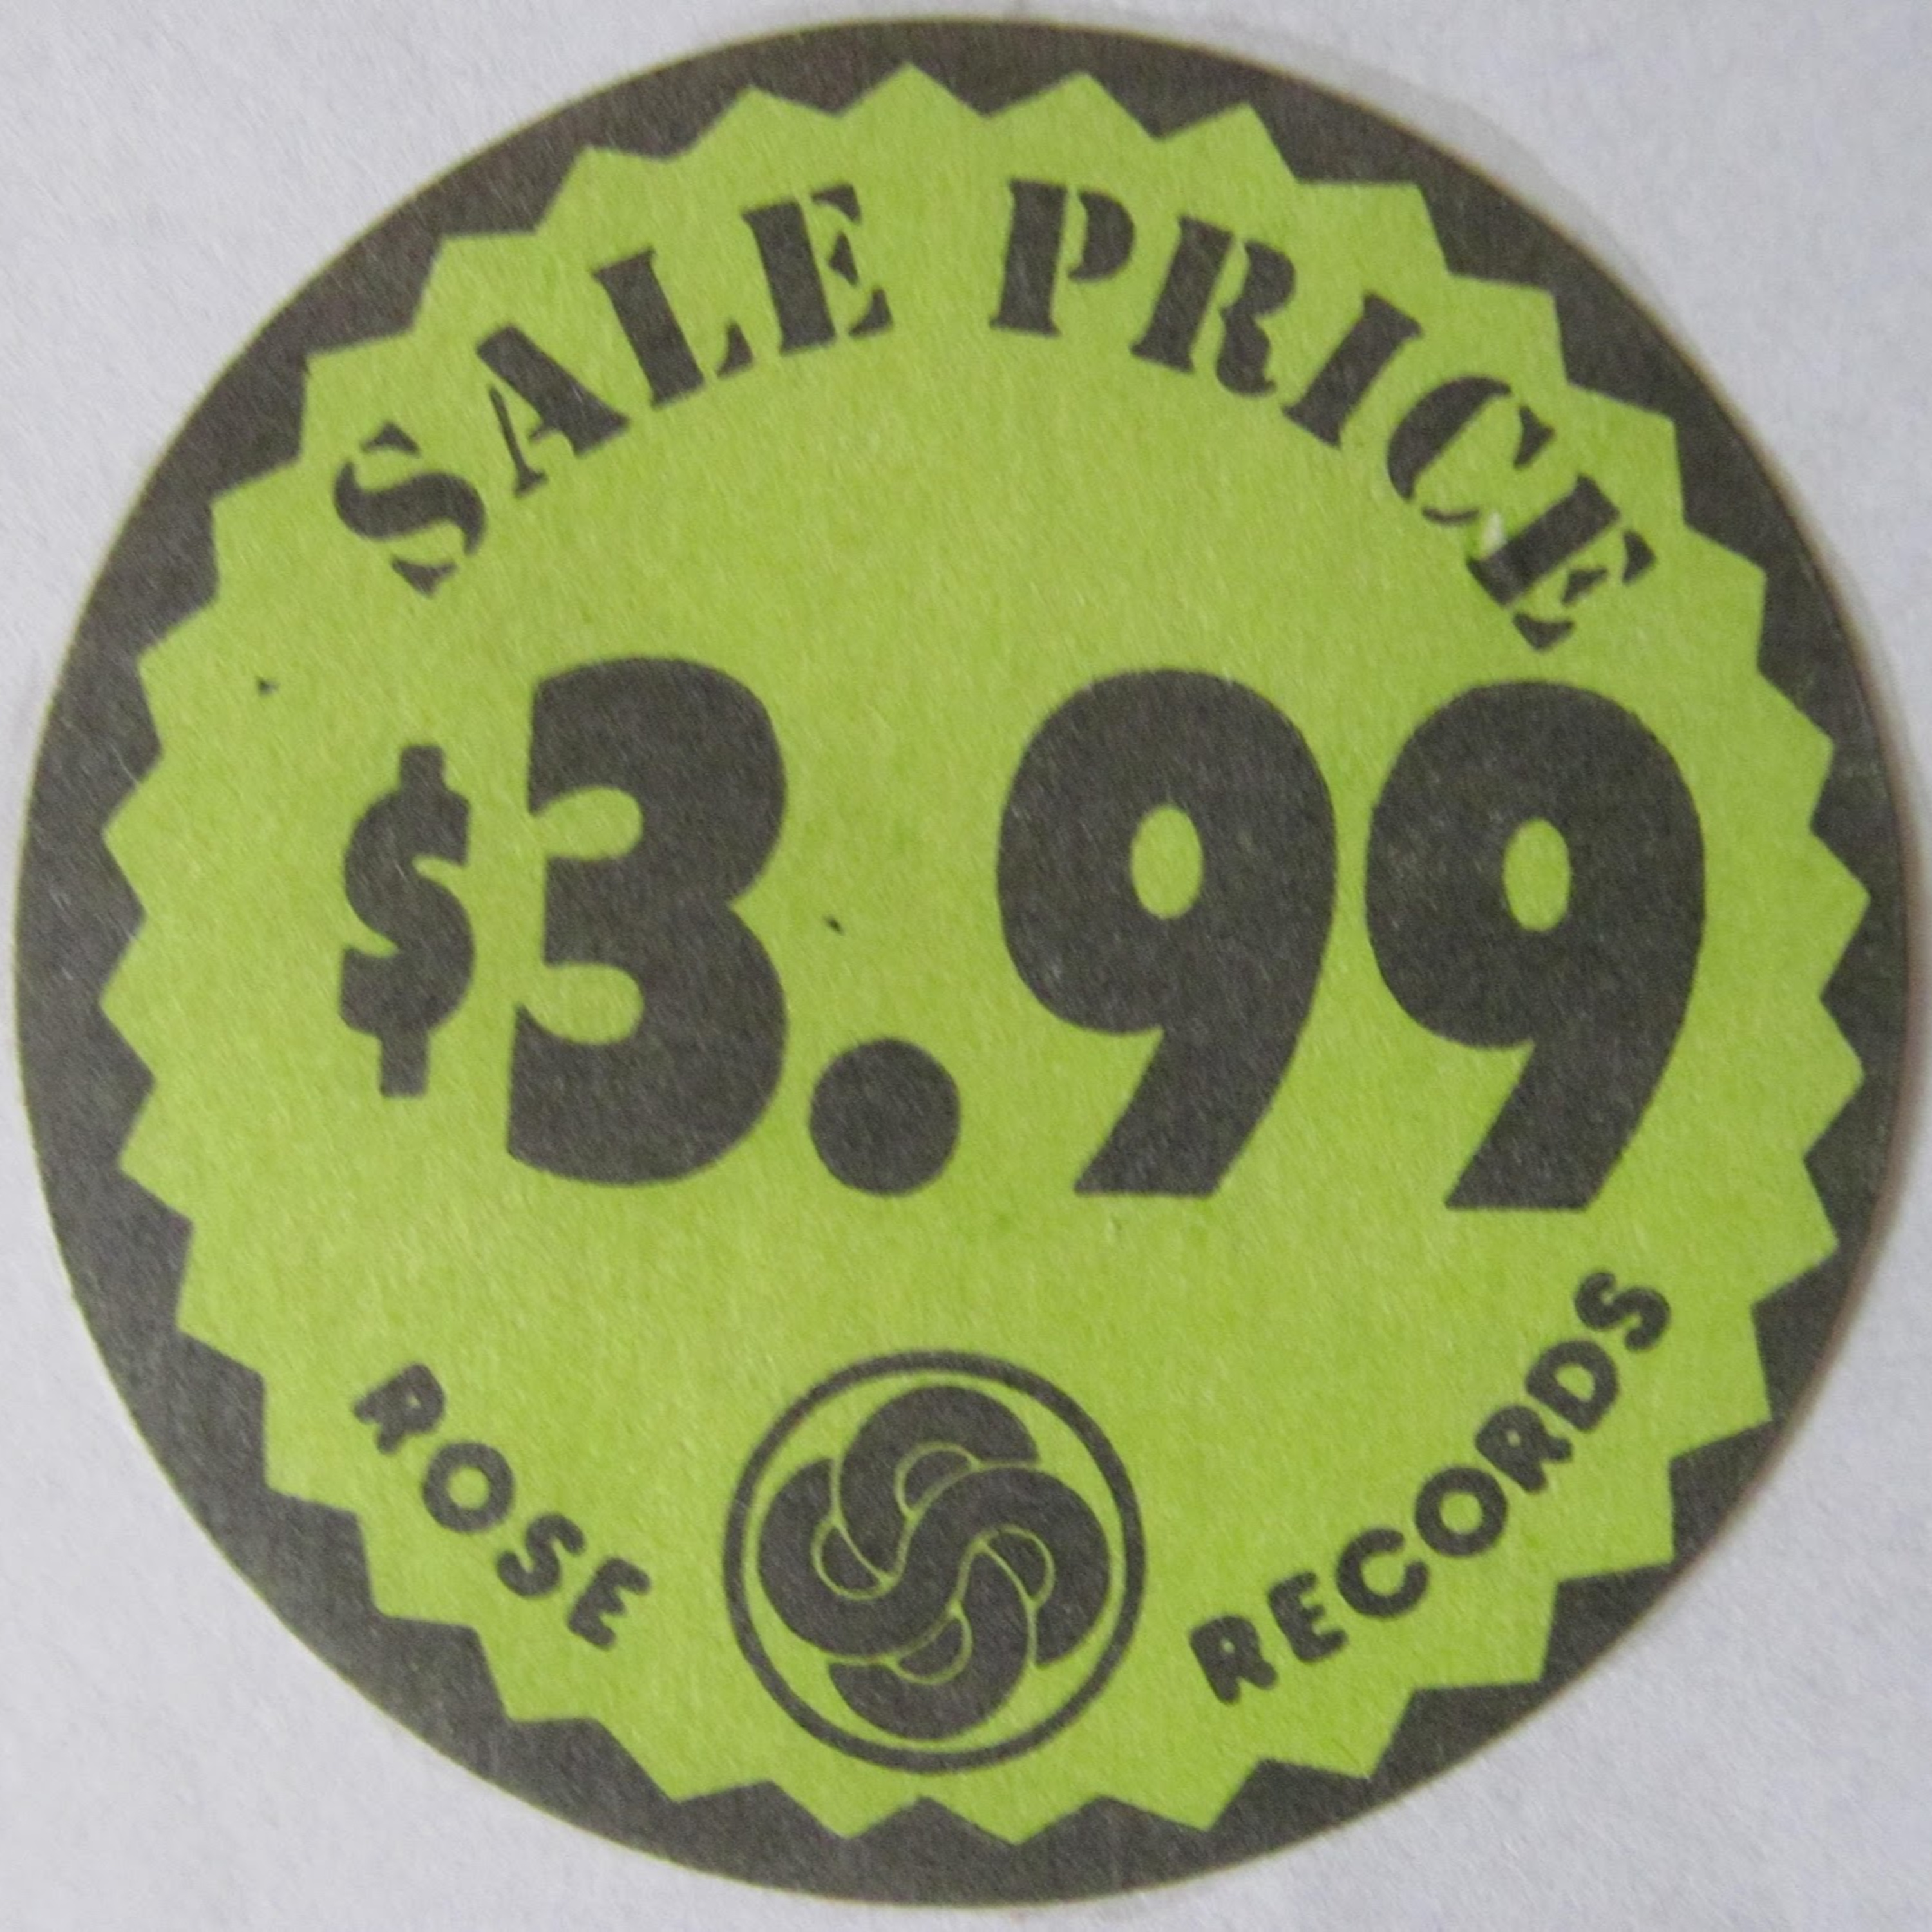 SALE PRICE
$3.99
ROSE RECORDS